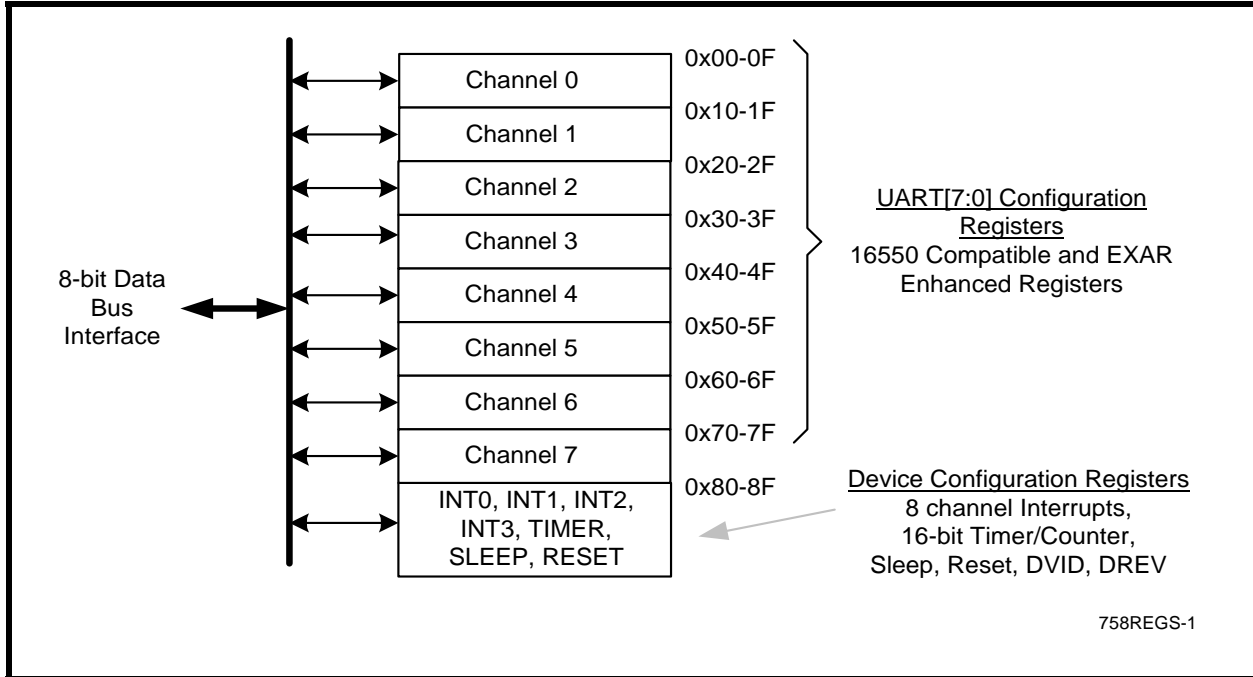 8-bit Data
Bus
Interface
Channel 0
Channel 1
Channel 2
Channel 3
Channel 4
Channel 5
Channel 6
Channel 7
INT0, INT1, INT2,
INT3, TIMER,
SLEEP, RESET
0x00-0F
0x10-1F
0x20-2F
0x30-3F
0x40-4F
0x50-5F
0x60-6F
0x70-7F
0x80-8F
UART[7:0] Configuration
Registers
16550 Compatible and EXAR
Enhanced Registers
Device Configuration Registers
8 channel Interrupts,
16-bit Timer/Counter,
Sleep, Reset, DVID, DREV
758REGS-1